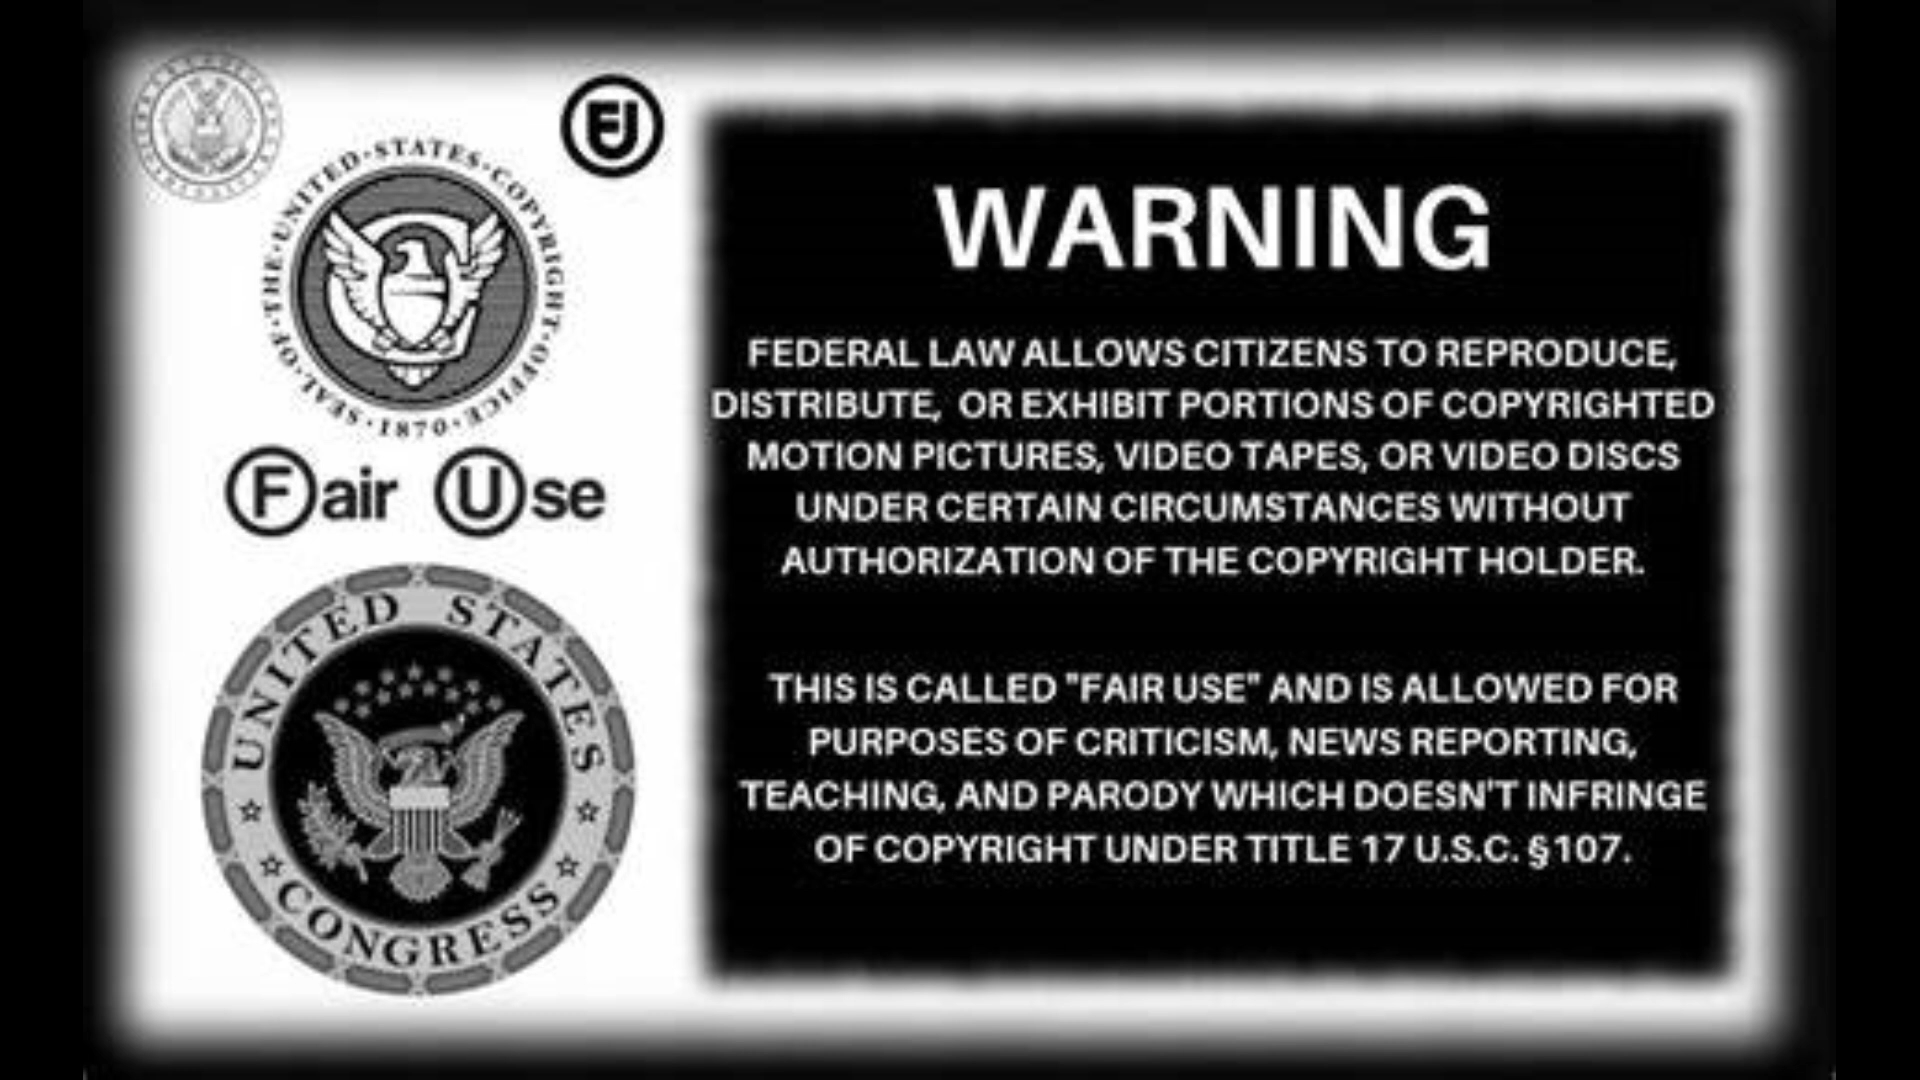 THE·UNITED·STATES·COPYRIGHT·OFFICE·
SEAL·OF·
·1870·
Fair Use
UNITED STATES
CONGRESS
WARNING
FEDERAL LAW ALLOWS CITIZENS TO REPRODUCE,
DISTRIBUTE, OR EXHIBIT PORTIONS OF COPYRIGHTED
MOTION PICTURES, VIDEO TAPES, OR VIDEO DISCS
UNDER CERTAIN CIRCUMSTANCES WITHOUT
AUTHORIZATION OF THE COPYRIGHT HOLDER.
THIS IS CALLED "FAIR USE" AND IS ALLOWED FOR
PURPOSES OF CRITICISM, NEWS REPORTING,
TEACHING, AND PARODY WHICH DOESN'T INFRINGE
OF COPYRIGHT UNDER TITLE 17 U.S.C. §107.